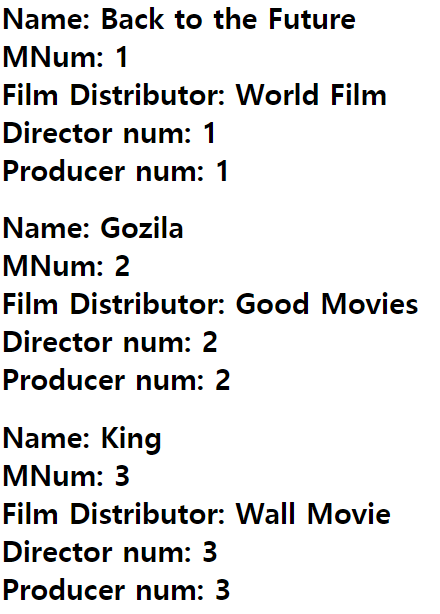 Name: Back to the Future
MNum: 1
Film Distributor: World Film
Director num: 1
Producer num: 1
Name: Gozila
MNum: 2
Film Distributor: Good Movies
Director num: 2
Producer num: 2
Name: King
MNum: 3
Film Distributor: Wall Movie
Director num: 3
Producer num: 3